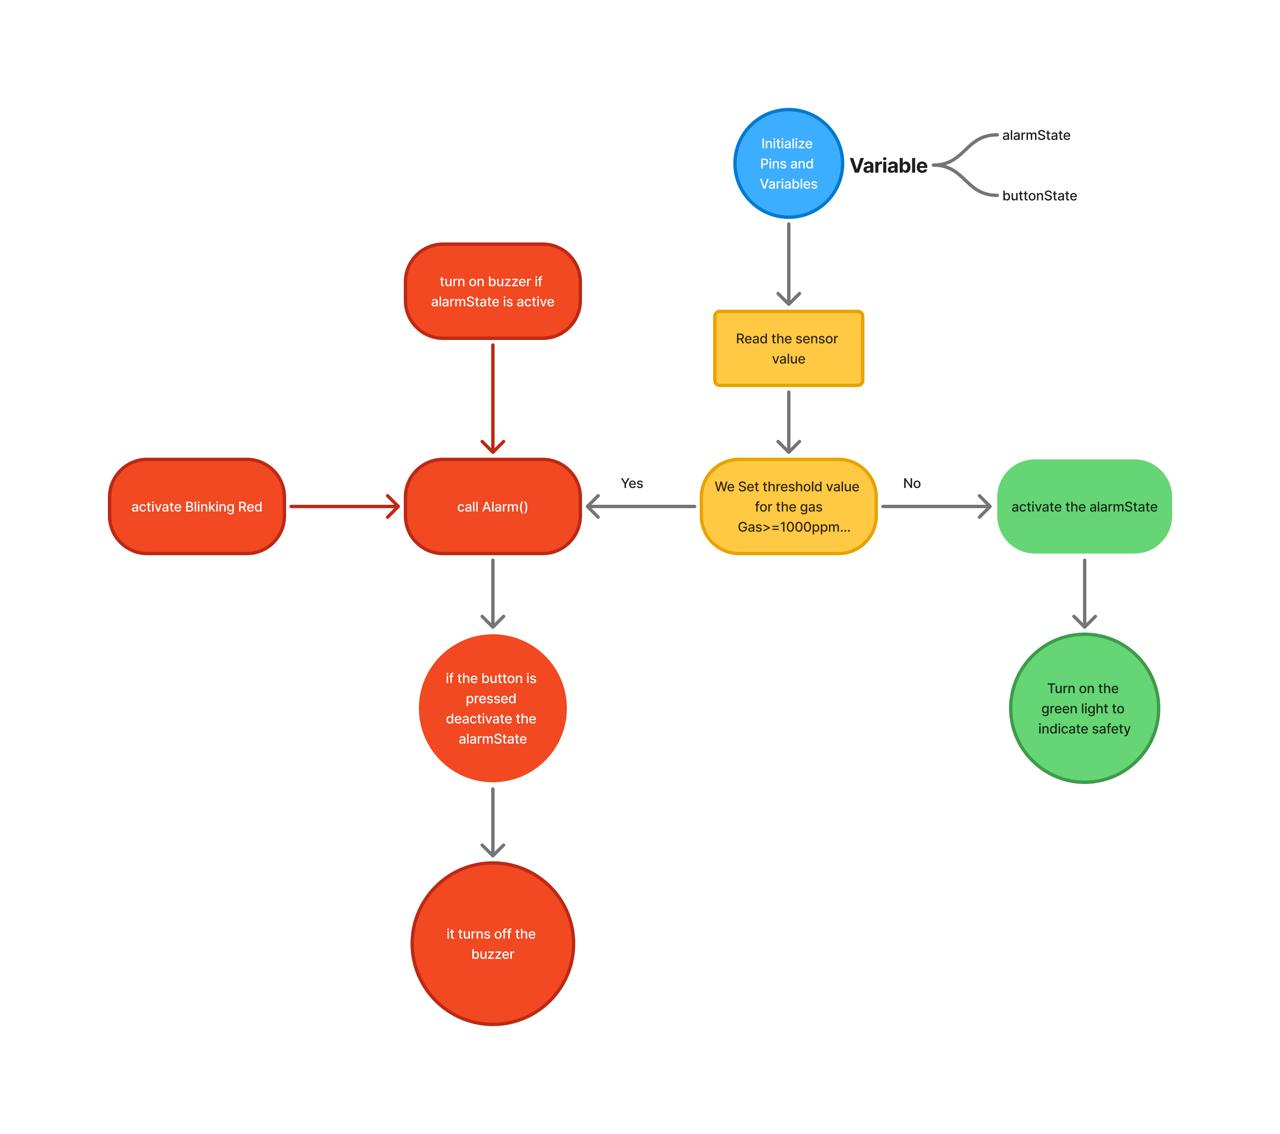 Initialize
Pins and
Variables
Variable
alarmState
buttonState
turn on buzzer if
alarmState is active
Read the sensor
value
activate Blinking Red
call Alarm()
Yes
We Set threshold value
for the gas
Gas>=1000ppm...
No
activate the alarmState
if the button is
pressed
deactivate the
alarmState
Turn on the
green light to
indicate safety
it turns off the
buzzer